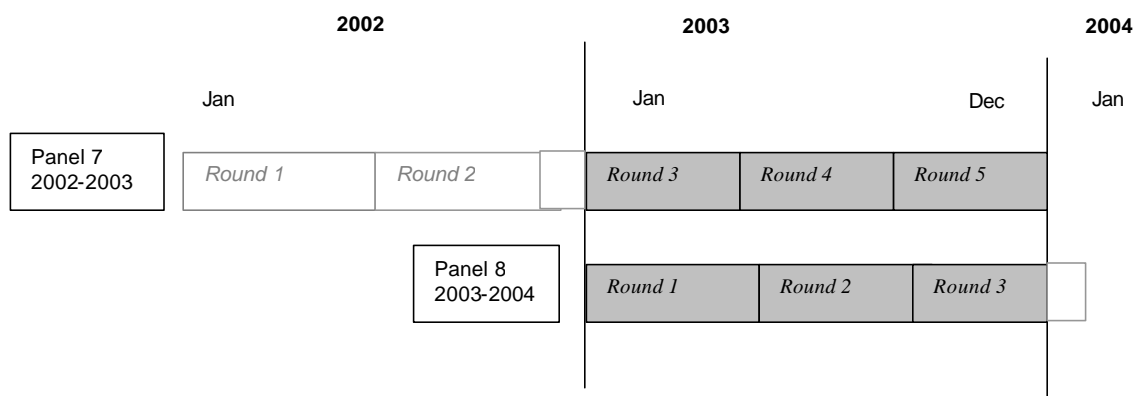 2002 2003 2004
Jan Jan Dec Jan
Panel 7
2002-2003
Round 1 Round 2 Round 3 Round 4 Round 5
Panel 8
2003-2004
Round 1 Round 2 Round 3